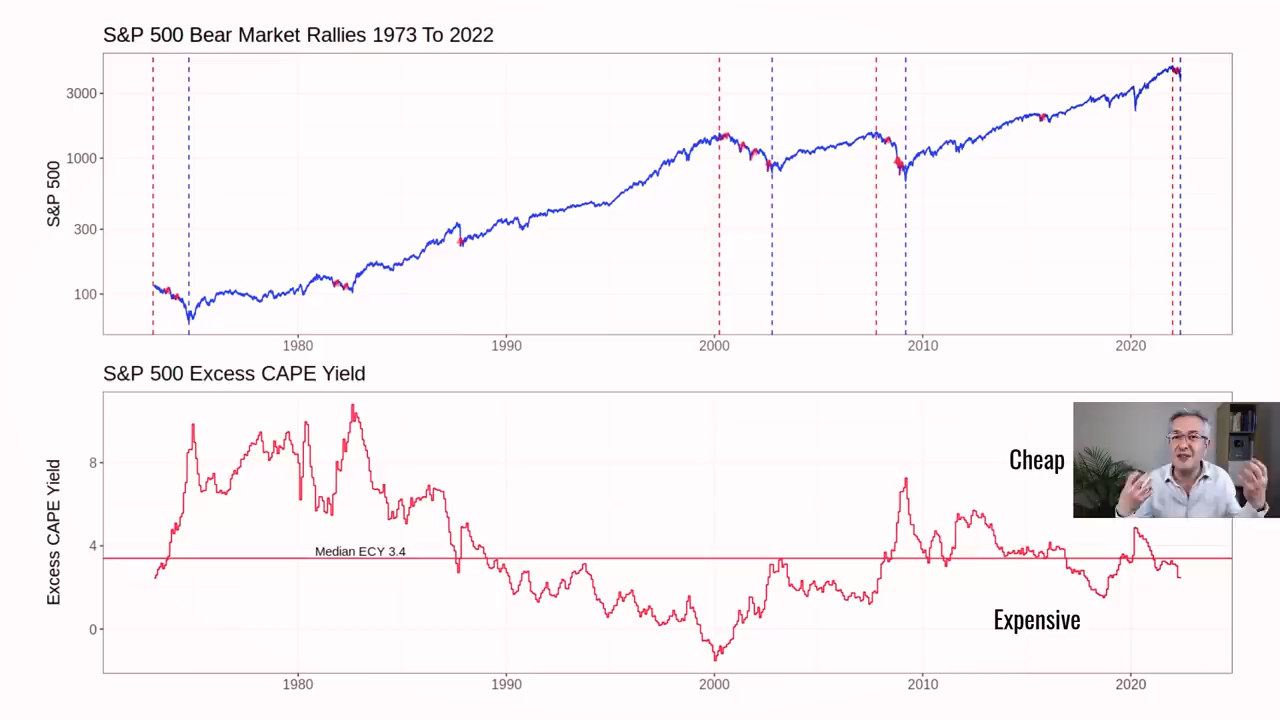 S&P 500 Bear Market Rallies 1973 To 2022
S&P 500
3000
1000
300
100
1980
1990
2000
2010
2020
S&P 500 Excess CAPE Yield
Excess CAPE Yield
8
4
0
Median ECY 3.4
Cheap
Expensive
1980
1990
2000
2010
2020